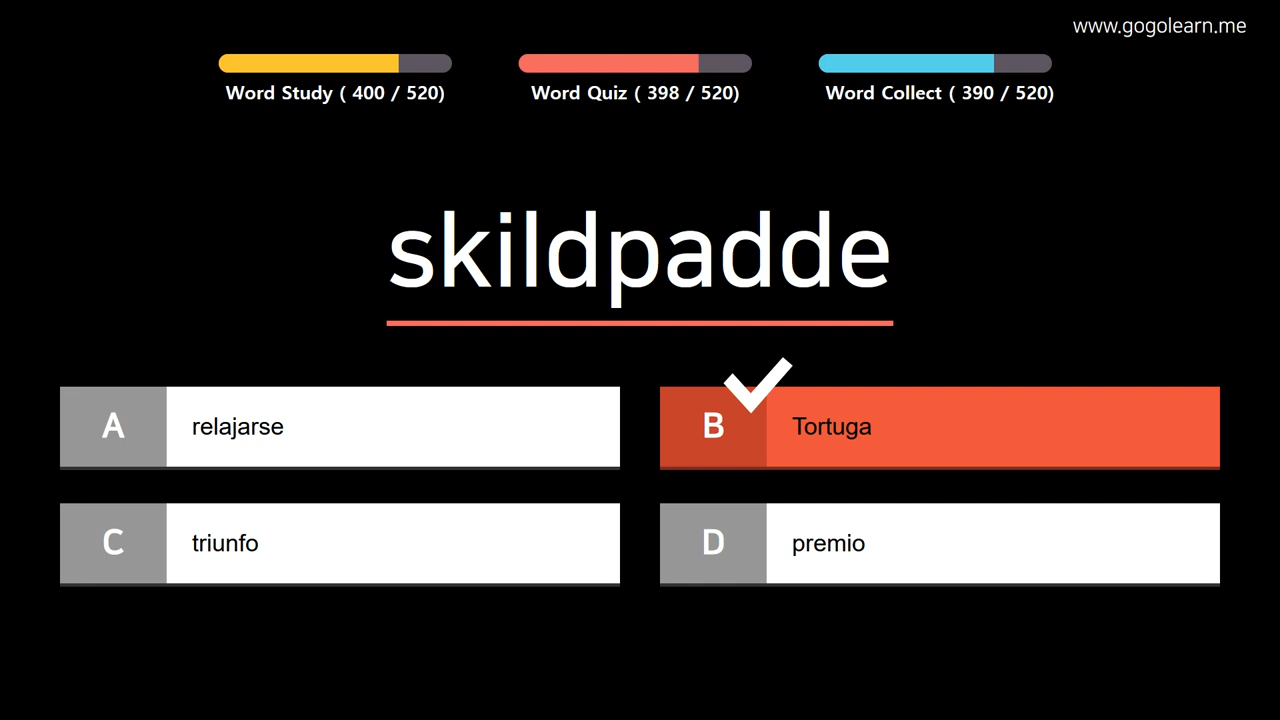 www.gogolearn.me
Word Study ( 400 / 520)
Word Quiz ( 398 / 520)
Word Collect ( 390 / 520)
skildpadde
A relajarse
B Tortuga
C triunfo
D premio